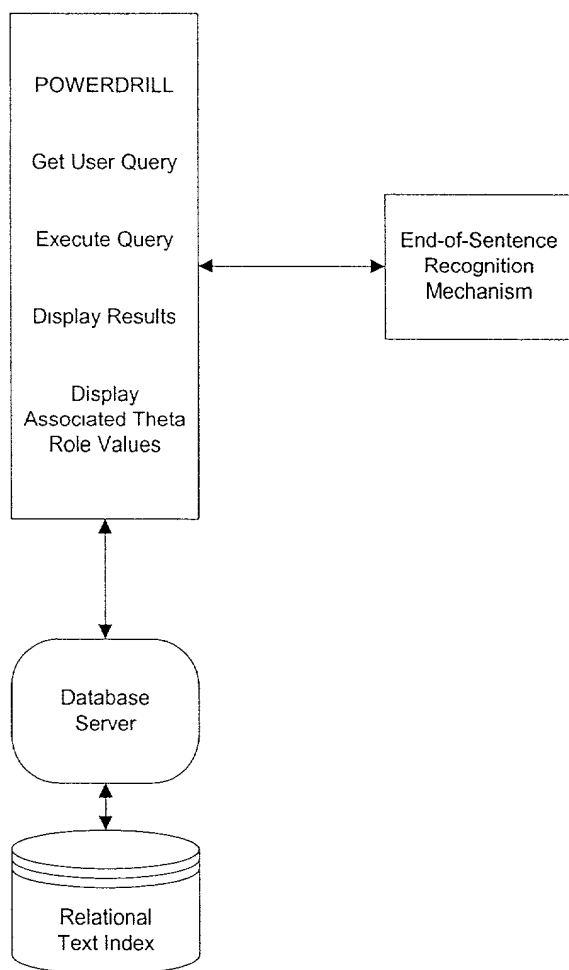 POWERDRILL
Get User Query
Execute Query
Display Results
Display
Associated Theta
Role Values
End-of-Sentence
Recognition
Mechanism
Database
Server
Relational
Text Index